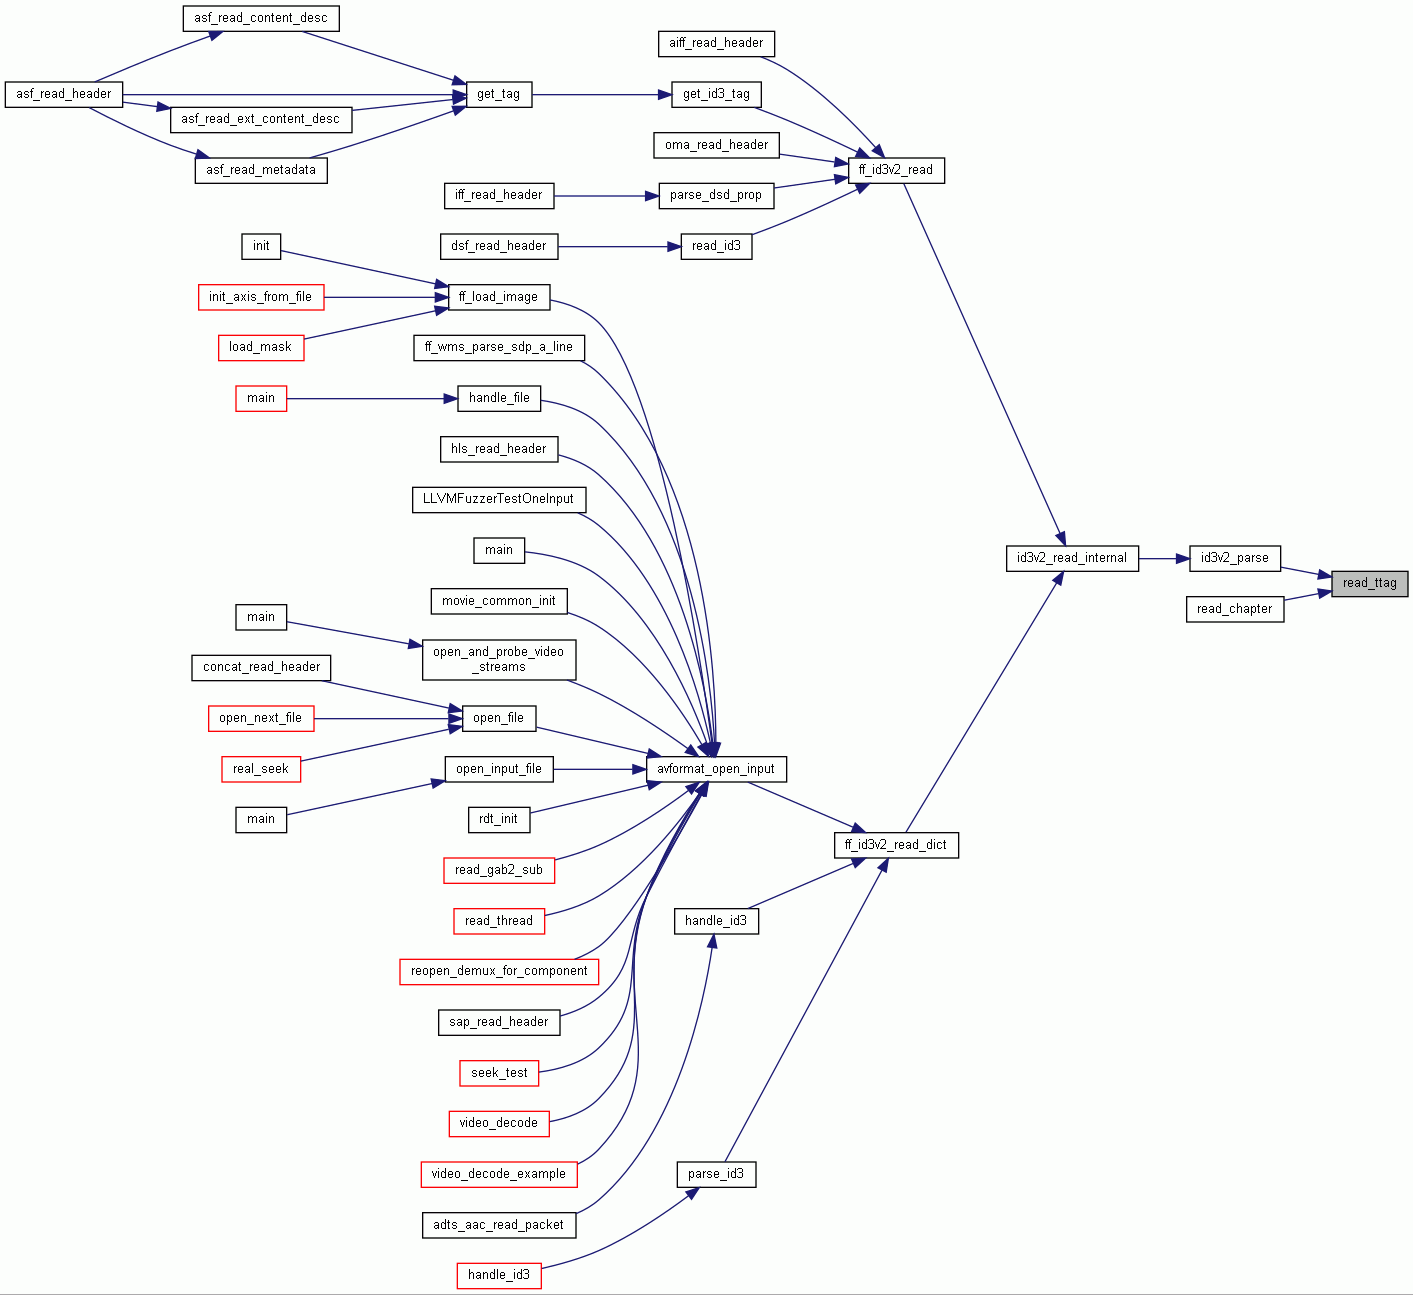 asf_read_content_desc
aiff_read_header
asf_read_header
get_tag
get_id3_tag
asf_read_ext_content_desc
oma_read_header
asf_read_metadata
ff_id3v2_read
iff_read_header
parse_dsd_prop
init
dsf_read_header
read_id3
init_axis_from_file
ff_load_image
load_mask
ff_wms_parse_sdp_a_line
main
handle_file
hls_read_header
LLVMFuzzerTestOneInput
main
id3v2_read_internal
id3v2_parse
read_ttag
movie_common_init
read_chapter
main
open_and_probe_video
_streams
concat_read_header
open_next_file
open_file
real_seek
open_input_file
avformat_open_input
main
rdt_init
ff_id3v2_read_dict
read_gab2_sub
read_thread
handle_id3
reopen_demux_for_component
sap_read_header
seek_test
video_decode
video_decode_example
parse_id3
adts_aac_read_packet
handle_id3